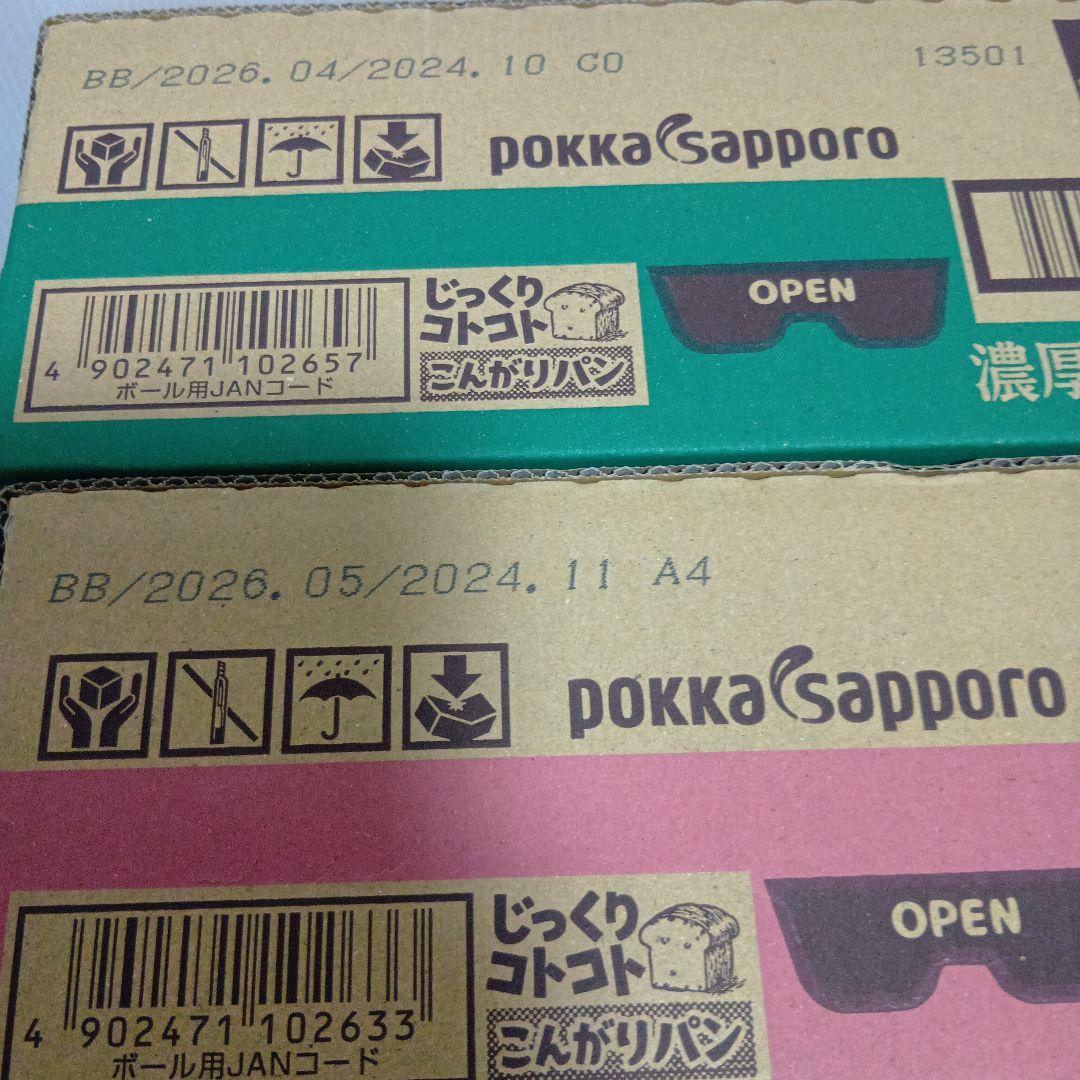 BB/2026.04/2024.10 C0
13501
POKKA Sapporo
じっくり
コトコト
こんがりパン
OPEN
4 902471 102657
ボール用JANコード
濃厚
BB/2026.05/2024.11 A4
POKKA Sapporo
じっくり
コトコト
こんがりパン
OPEN
4 902471 102633
ボール用JANコード